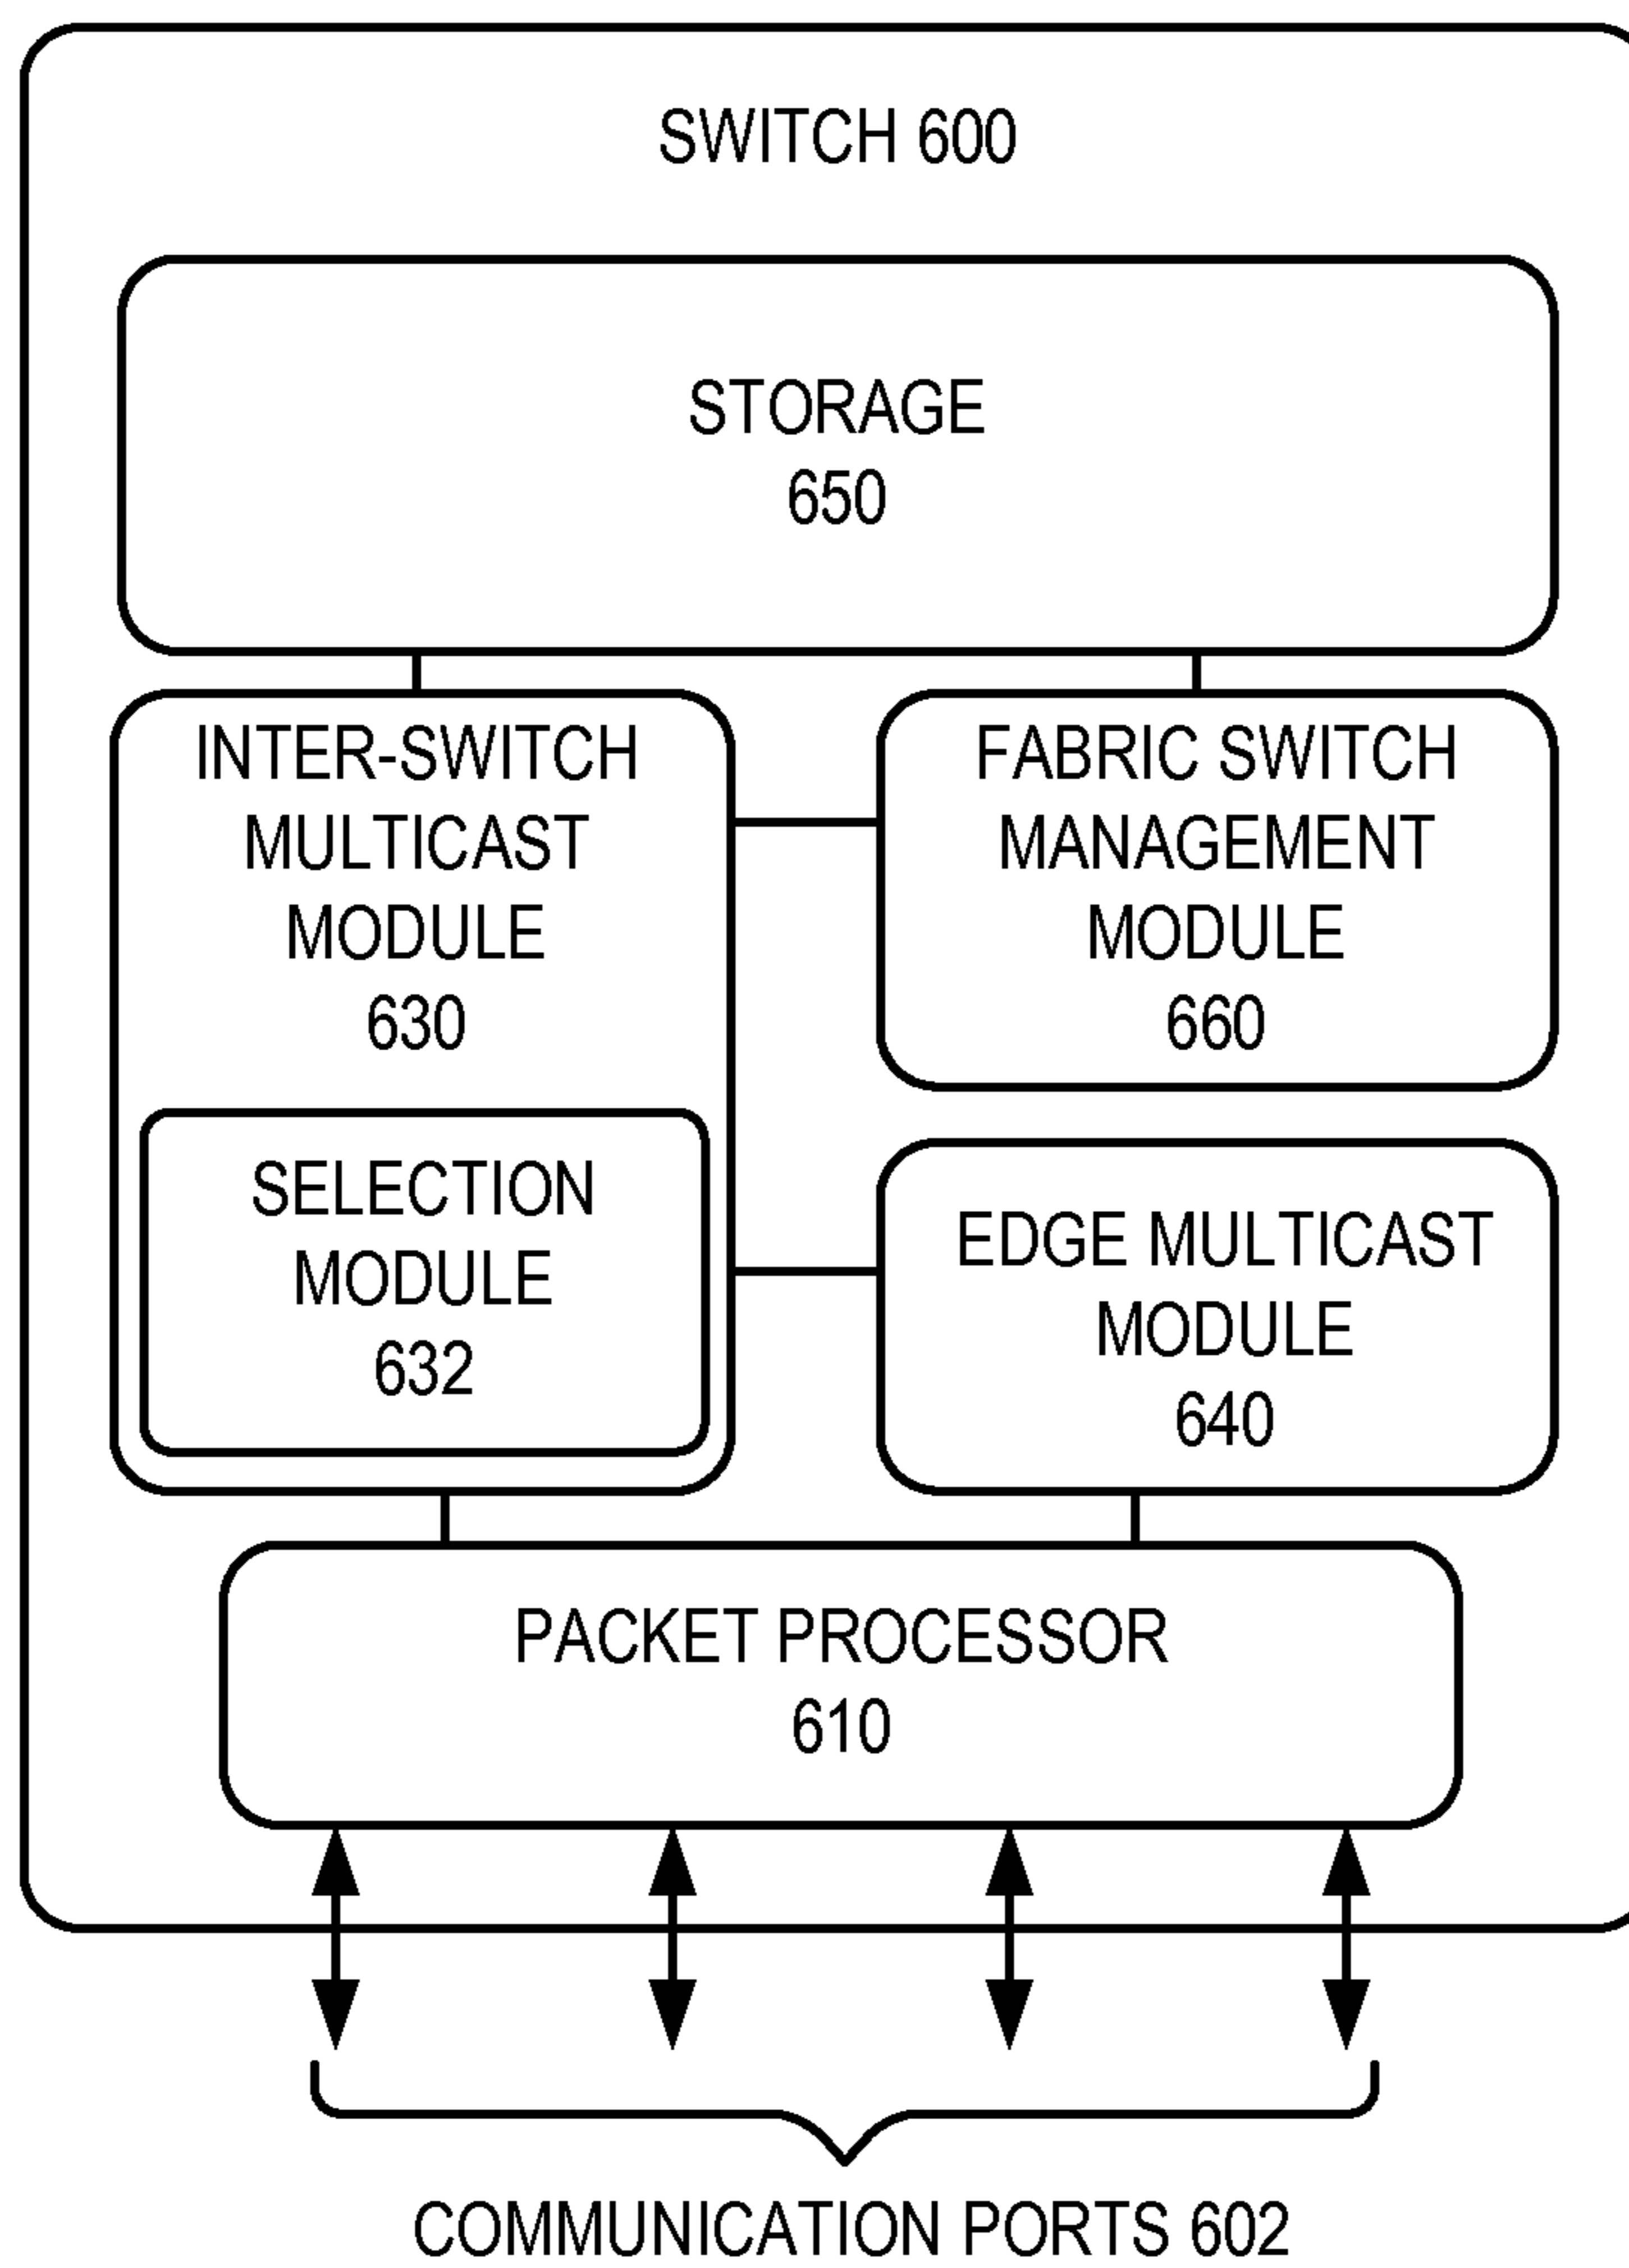 SWITCH 600
STORAGE
650
INTER-SWITCH
MULTICAST
MODULE
630
FABRIC SWITCH
MANAGEMENT
MODULE
660
SELECTION
MODULE
632
EDGE MULTICAST
MODULE
640
PACKET PROCESSOR
610
COMMUNICATION PORTS 602